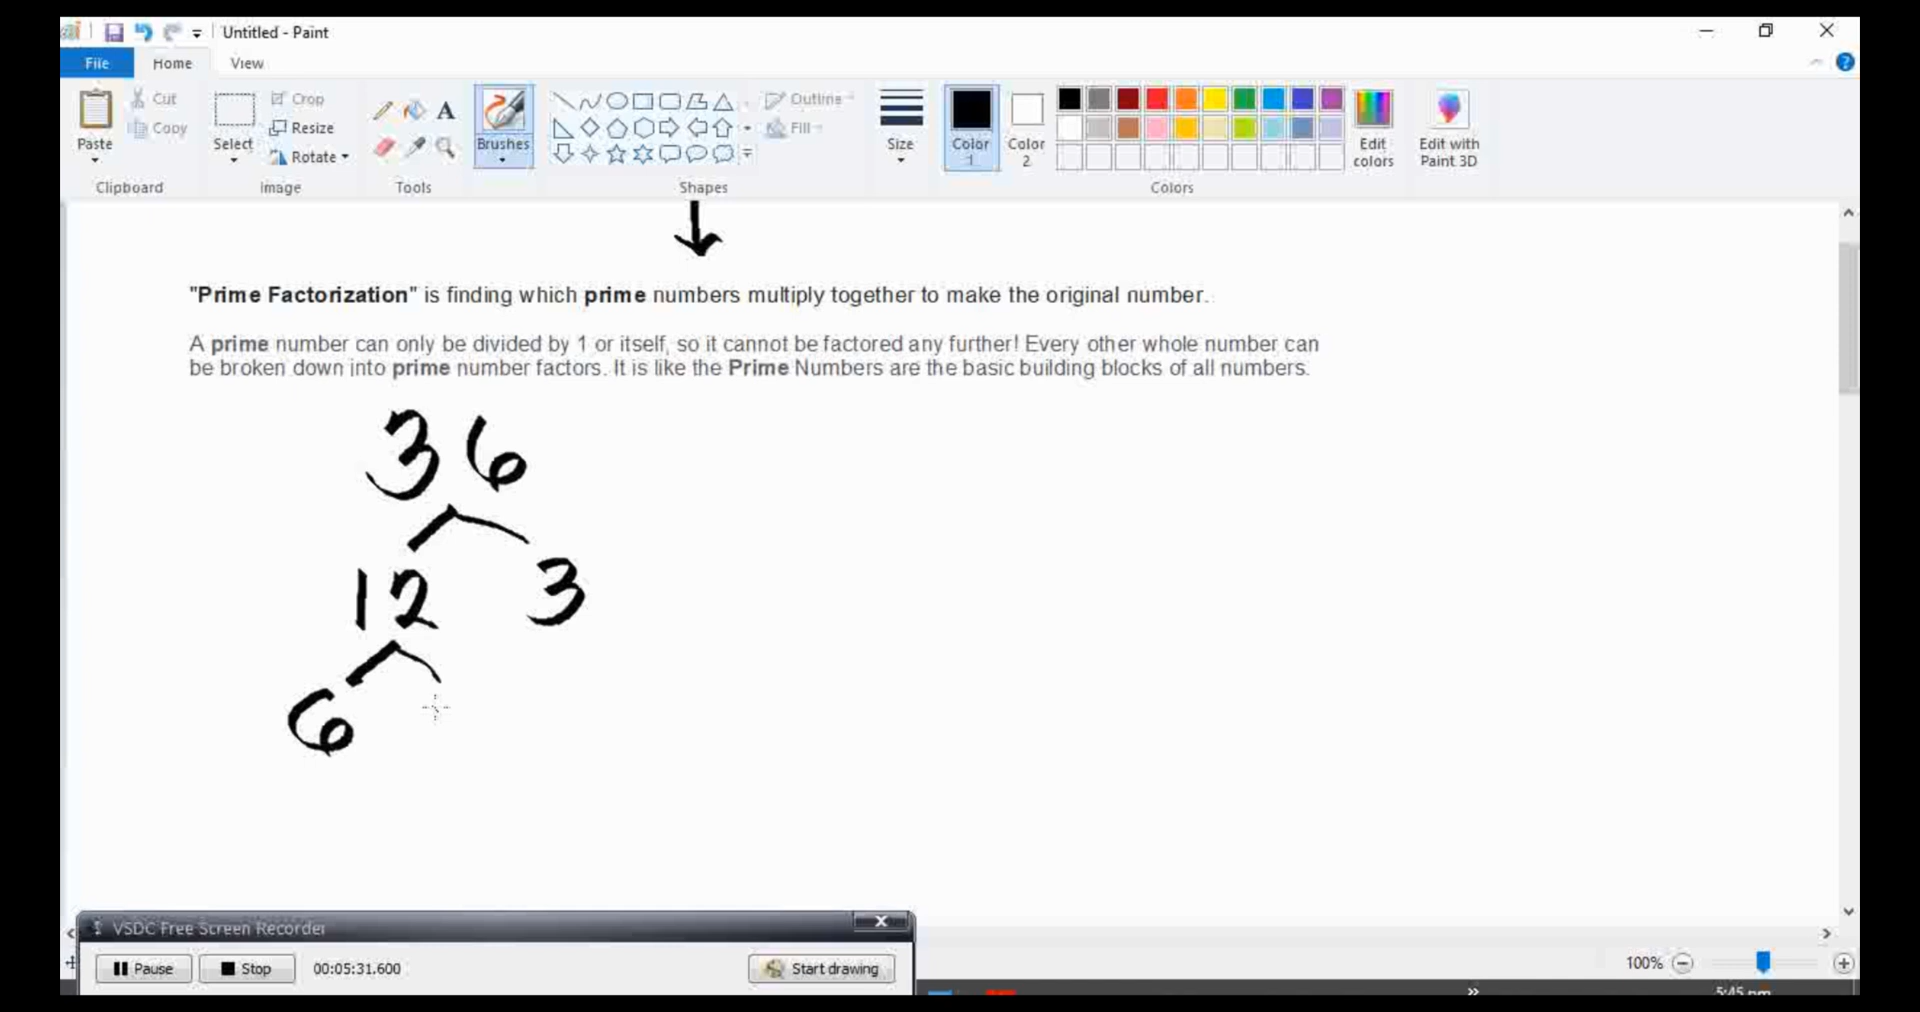 Untitled - Paint
File Home View
Paste Cut Copy Select Crop Resize Rotate A Brushes Outline Fill Size Color 1 Color 2 Edit colors Edit with Paint 3D
Clipboard Image Tools Shapes Colors
"Prime Factorization" is finding which prime numbers multiply together to make the original number.
A prime number can only be divided by 1 or itself, so it cannot be factored any further! Every other whole number can
be broken down into prime number factors. It is like the Prime Numbers are the basic building blocks of all numbers.
36
12 3
6
VSDC Free Screen Recorder
Pause Stop 00:05:31.600 Start drawing
100%
5:45 pm